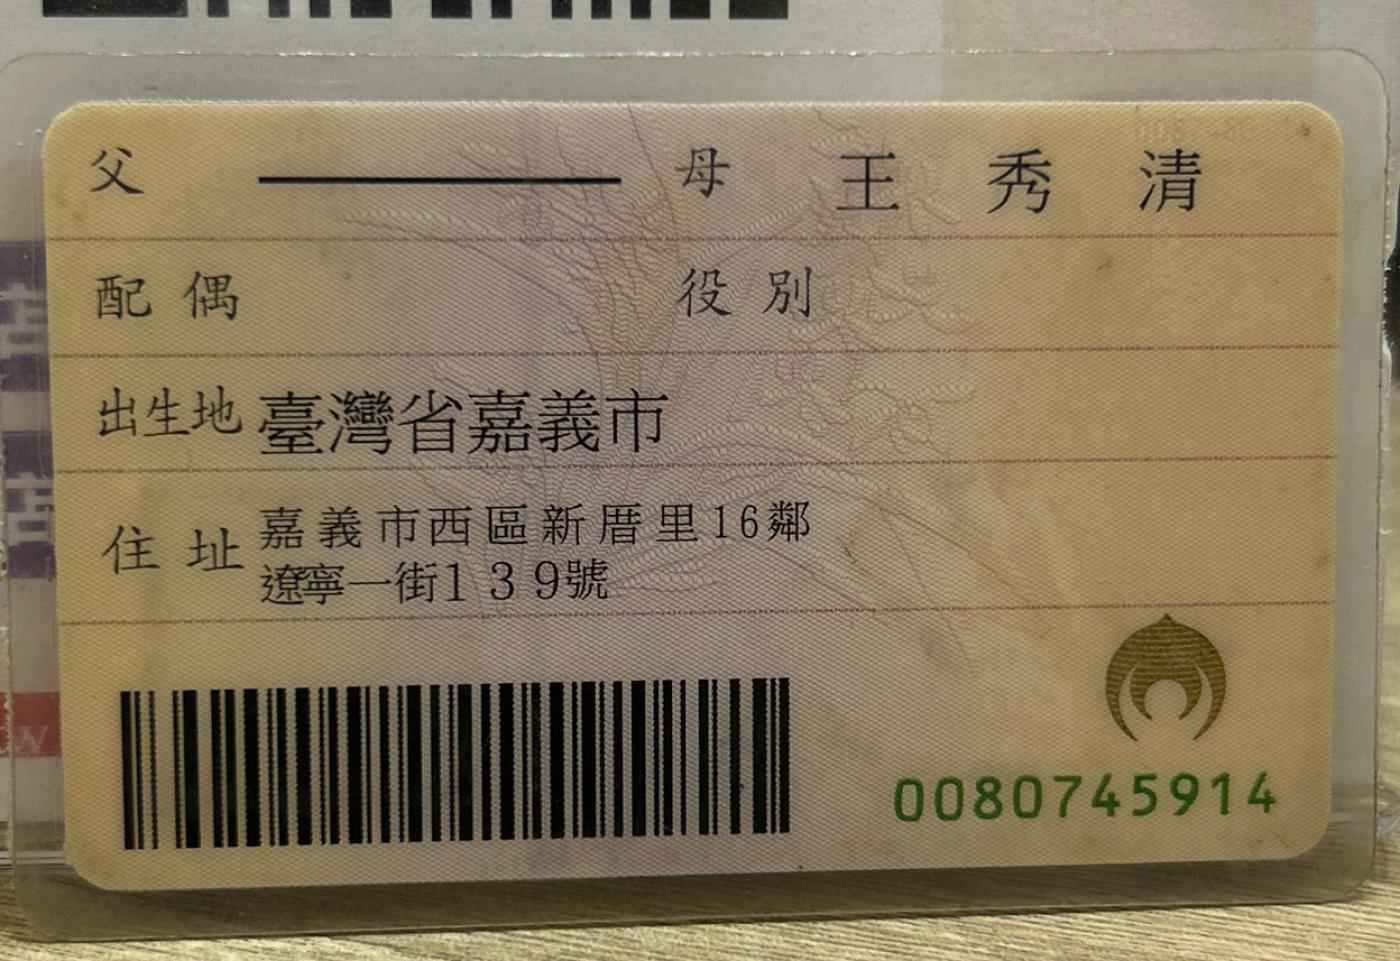 父 母 王秀清
配偶 役別
出生地 臺灣省嘉義市
住址 嘉義市西區新厝里16鄰
遼寧一街139號
0080745914
店
店